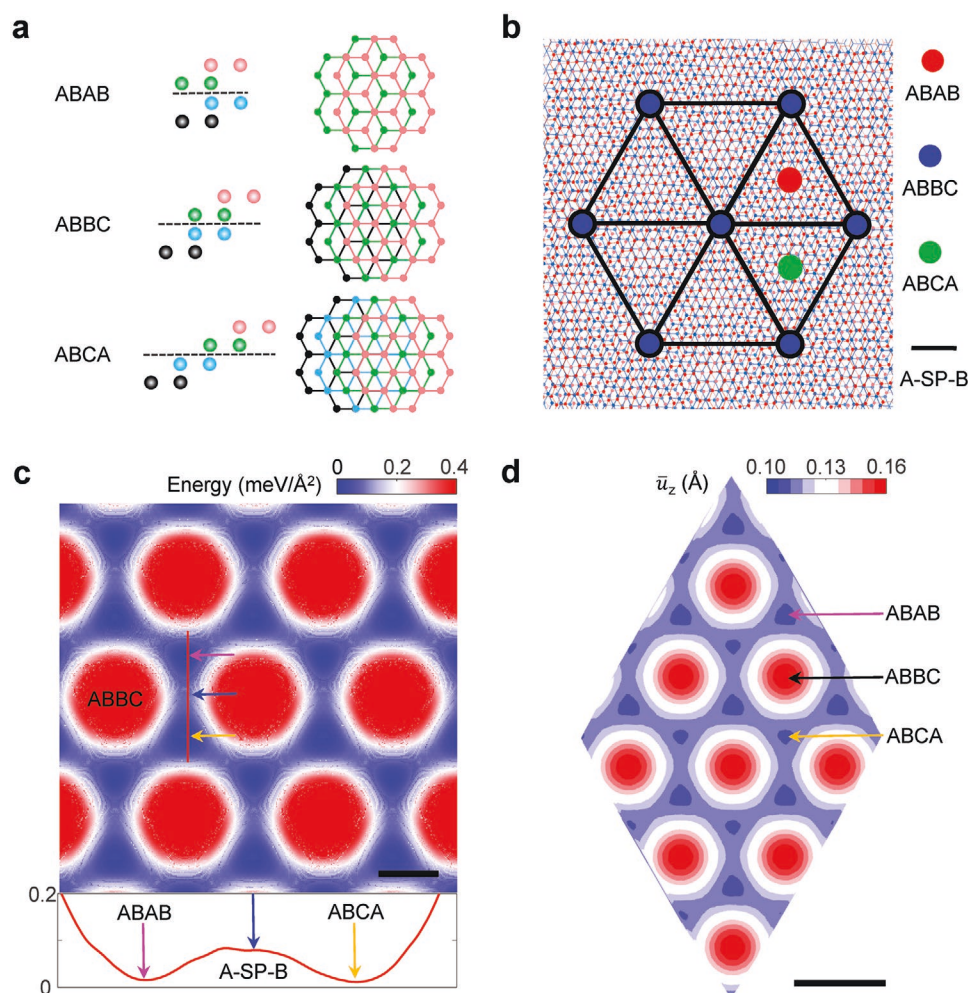 a
ABAB
ABBC
ABCA
b
ABAB
ABBC
ABCA
A-SP-B
c
Energy (meV/Å²)
0
0.2
0.4
ABBC
0.2
0
ABAB
A-SP-B
ABCA
d
ūz (Å)
0.10
0.13
0.16
ABAB
ABBC
ABCA